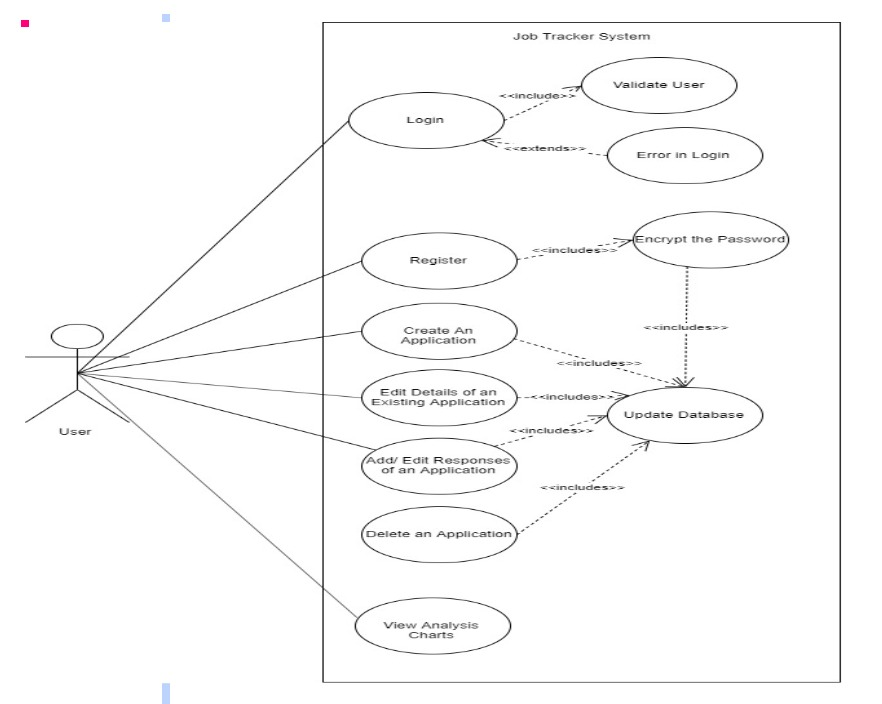 Job Tracker System
Validate User
<<include>>
Login
<<extends>>
Error in Login
Encrypt the Password
<<includes>>
Register
<<includes>>
Create An
Application
<<includes>>
Edit Details of an
Existing Application
<<includes>>
Update Database
User
<<includes>>
Add/ Edit Responses
of an Application
<<includes>>
Delete an Application
View Analysis
Charts